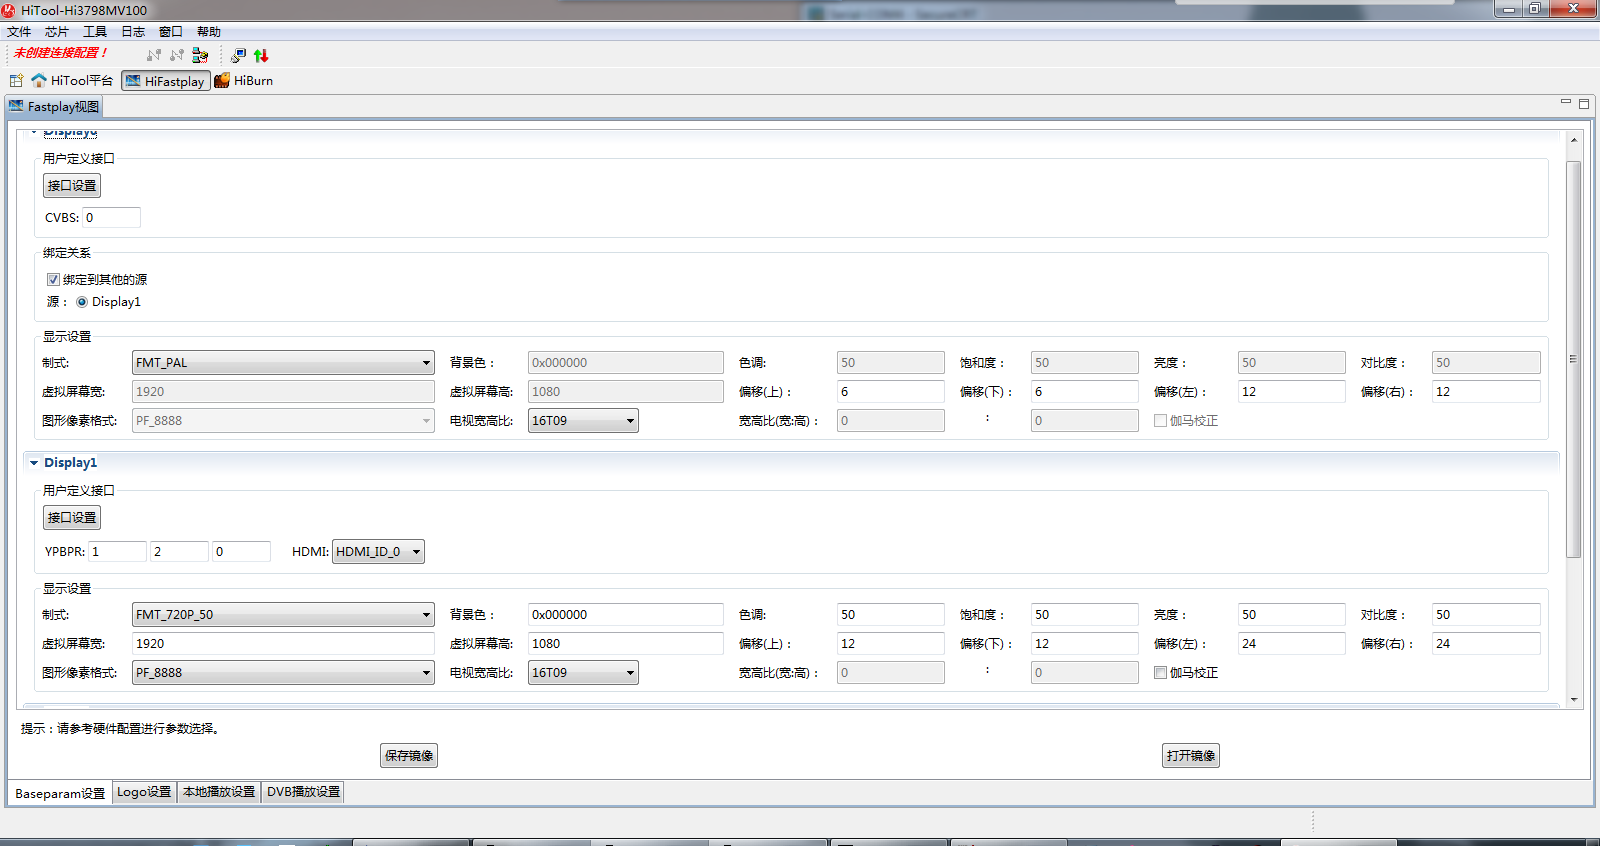 HiTool-Hi3798MV100
文件 芯片 工具 日志 窗口 帮助
未创建连接配置！
HiTool平台 HiFastplay HiBurn
Fastplay视图
Display0
用户定义接口
接口设置
CVBS: 0
绑定关系
绑定到其他的源
源： Display1
显示设置
制式: FMT_PAL 背景色： 0x000000 色调: 50 饱和度： 50 亮度： 50 对比度： 50
虚拟屏幕宽: 1920 虚拟屏幕高: 1080 偏移(上)： 6 偏移(下)： 6 偏移(左)： 12 偏移(右)： 12
图形像素格式: PF_8888 电视宽高比: 16T09 宽高比(宽:高)： 0 : 0 伽马校正
Display1
用户定义接口
接口设置
YPBPR: 1 2 0 HDMI: HDMI_ID_0
显示设置
制式: FMT_720P_50 背景色： 0x000000 色调: 50 饱和度： 50 亮度： 50 对比度： 50
虚拟屏幕宽: 1920 虚拟屏幕高: 1080 偏移(上)： 12 偏移(下)： 12 偏移(左)： 24 偏移(右)： 24
图形像素格式: PF_8888 电视宽高比: 16T09 宽高比(宽:高)： 0 : 0 伽马校正
提示：请参考硬件配置进行参数选择。
保存镜像 打开镜像
Baseparam设置 Logo设置 本地播放设置 DVB播放设置